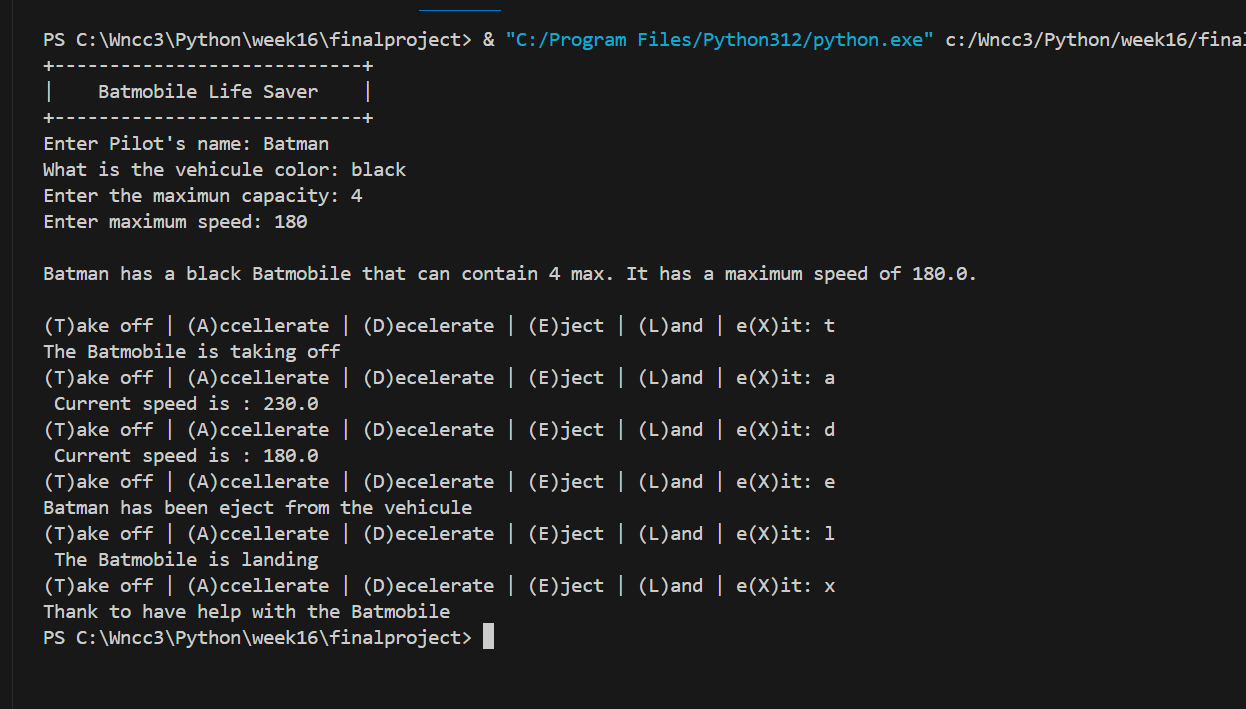 PS C:\Wncc3\Python\week16\finalproject> & "C:/Program Files/Python312/python.exe" c:/Wncc3/Python/week16/final
+----------------------------+
|    Batmobile Life Saver    |
+----------------------------+
Enter Pilot's name: Batman
What is the vehicule color: black
Enter the maximun capacity: 4
Enter maximum speed: 180
Batman has a black Batmobile that can contain 4 max. It has a maximum speed of 180.0.
(T)ake off | (A)ccellerate | (D)ecelerate | (E)ject | (L)and | e(X)it: t
The Batmobile is taking off
(T)ake off | (A)ccellerate | (D)ecelerate | (E)ject | (L)and | e(X)it: a
 Current speed is : 230.0
(T)ake off | (A)ccellerate | (D)ecelerate | (E)ject | (L)and | e(X)it: d
 Current speed is : 180.0
(T)ake off | (A)ccellerate | (D)ecelerate | (E)ject | (L)and | e(X)it: e
Batman has been eject from the vehicule
(T)ake off | (A)ccellerate | (D)ecelerate | (E)ject | (L)and | e(X)it: l
 The Batmobile is landing
(T)ake off | (A)ccellerate | (D)ecelerate | (E)ject | (L)and | e(X)it: x
Thank to have help with the Batmobile
PS C:\Wncc3\Python\week16\finalproject>